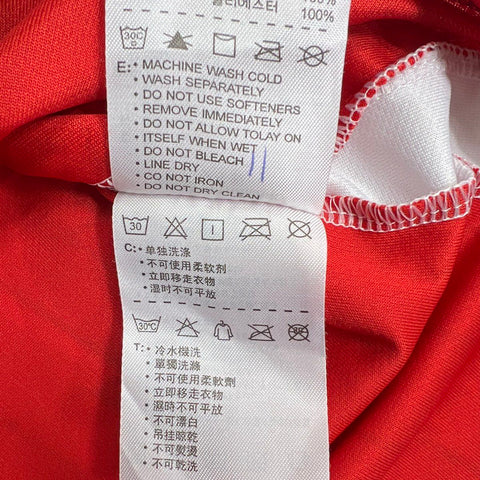 100%
폴리에스터 100%
30C
E: • MACHINE WASH COLD
• WASH SEPARATELY
• DO NOT USE SOFTENERS
• REMOVE IMMEDIATELY
• DO NOT ALLOW TOLAY ON
• ITSELF WHEN WET
• DO NOT BLEACH
• LINE DRY
• CO NOT IRON
• DO NOT DRY CLEAN
11
30
C: • 单独洗涤
• 不可使用柔软剂
• 立即移走衣物
• 湿时不可平放
30°C
T: • 冷水機洗
• 單獨洗滌
• 不可使用柔軟劑
• 立即移走衣物
• 濕時不可平放
• 不可漂白
• 吊挂晾乾
• 不可熨燙
• 不可乾洗